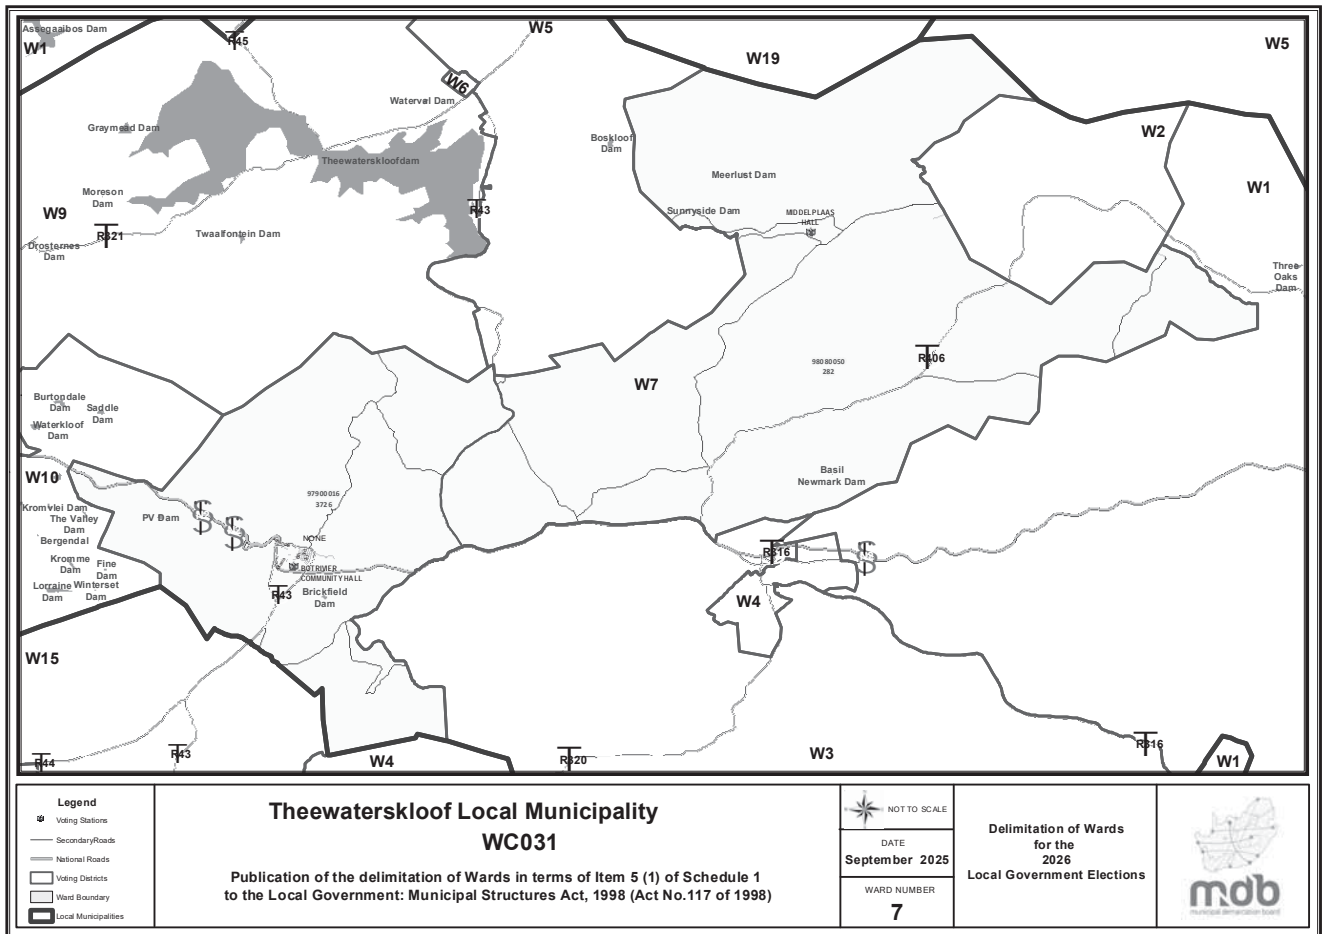 Assegaaibos Dam
W1
R45
W5
W19
W5
W6
Waterval Dam
Graymead Dam
Boskloof
Dam
W2
Theewaterskloofdam
Meerlust Dam
Moreson
Dam
W1
W9
R43
Sunnyside Dam
MIDDELPLAAS
HALL
R321
Twaalfontein Dam
Drosternes
Dam
Three
Oaks
Dam
R406
98080050
282
W7
Burtondale
Dam
Saddle
Dam
Waterkloof
Dam
Basil
Newmark Dam
W10
97900016
3726
Kromvlei Dam
The Valley
Dam
PV Dam
Bergendal
NONE
R316
Kromme
Dam
Fine
Dam
BOTRIVIER
COMMUNITY HALL
Lorraine
Dam
Winterset
Dam
R43
Brickfield
Dam
W4
W15
R44
R43
W4
R320
W3
R316
W1
Legend
Voting Stations
SecondaryRoads
National Roads
Voting Districts
Ward Boundary
Local Municipalities
Theewaterskloof Local Municipality
WC031
Publication of the delimitation of Wards in terms of Item 5 (1) of Schedule 1
to the Local Government: Municipal Structures Act, 1998 (Act No.117 of 1998)
NOT TO SCALE
DATE
September 2025
WARD NUMBER
7
Delimitation of Wards
for the
2026
Local Government Elections
mdb
municipal demarcation board